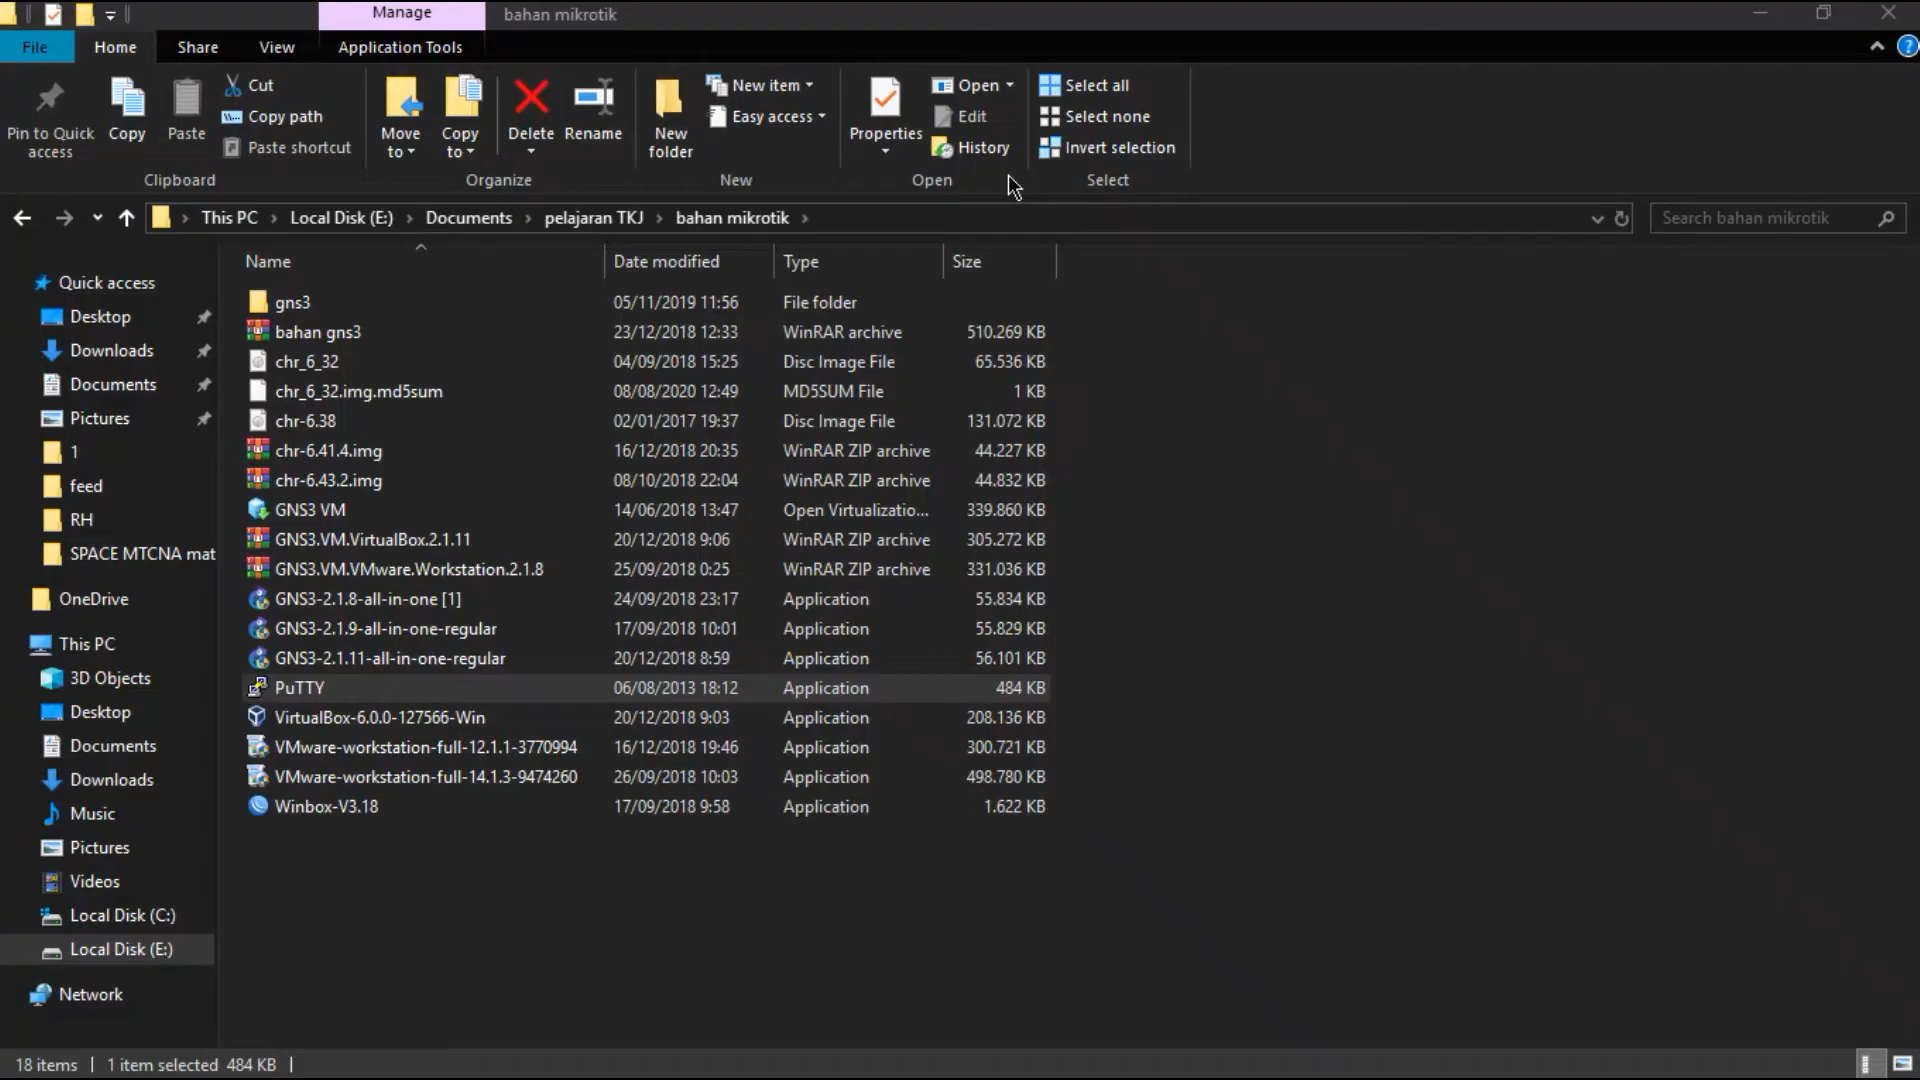 Manage
bahan mikrotik
File
Home
Share
View
Application Tools
Pin to Quick access
Copy
Paste
Cut
Copy path
Paste shortcut
Clipboard
Move to
Copy to
Delete
Rename
Organize
New folder
New item
Easy access
New
Properties
Open
Edit
History
Open
Select all
Select none
Invert selection
Select
This PC > Local Disk (E:) > Documents > pelajaran TKJ > bahan mikrotik >
Search bahan mikrotik
Quick access
Desktop
Downloads
Documents
Pictures
1
feed
RH
SPACE MTCNA mat
OneDrive
This PC
3D Objects
Desktop
Documents
Downloads
Music
Pictures
Videos
Local Disk (C:)
Local Disk (E:)
Network
Name Date modified Type Size
gns3 05/11/2019 11:56 File folder
bahan gns3 23/12/2018 12:33 WinRAR archive 510.269 KB
chr_6_32 04/09/2018 15:25 Disc Image File 65.536 KB
chr_6_32.img.md5sum 08/08/2020 12:49 MD5SUM File 1 KB
chr-6.38 02/01/2017 19:37 Disc Image File 131.072 KB
chr-6.41.4.img 16/12/2018 20:35 WinRAR ZIP archive 44.227 KB
chr-6.43.2.img 08/10/2018 22:04 WinRAR ZIP archive 44.832 KB
GNS3 VM 14/06/2018 13:47 Open Virtualizatio... 339.860 KB
GNS3.VM.VirtualBox.2.1.11 20/12/2018 9:06 WinRAR ZIP archive 305.272 KB
GNS3.VM.VMware.Workstation.2.1.8 25/09/2018 0:25 WinRAR ZIP archive 331.036 KB
GNS3-2.1.8-all-in-one [1] 24/09/2018 23:17 Application 55.834 KB
GNS3-2.1.9-all-in-one-regular 17/09/2018 10:01 Application 55.829 KB
GNS3-2.1.11-all-in-one-regular 20/12/2018 8:59 Application 56.101 KB
PuTTY 06/08/2013 18:12 Application 484 KB
VirtualBox-6.0.0-127566-Win 20/12/2018 9:03 Application 208.136 KB
VMware-workstation-full-12.1.1-3770994 16/12/2018 19:46 Application 300.721 KB
VMware-workstation-full-14.1.3-9474260 26/09/2018 10:03 Application 498.780 KB
Winbox-V3.18 17/09/2018 9:58 Application 1.622 KB
18 items | 1 item selected 484 KB |